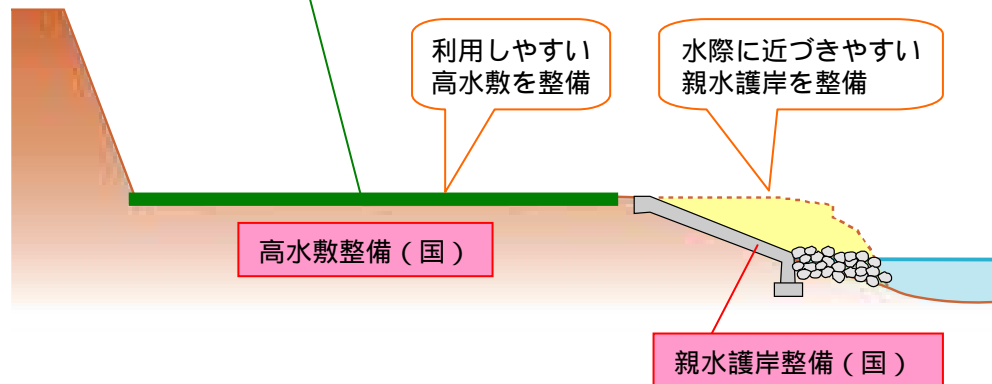 利用しやすい
高水敷を整備
水際に近づきやすい
親水護岸を整備
高水敷整備（国）
親水護岸整備（国）